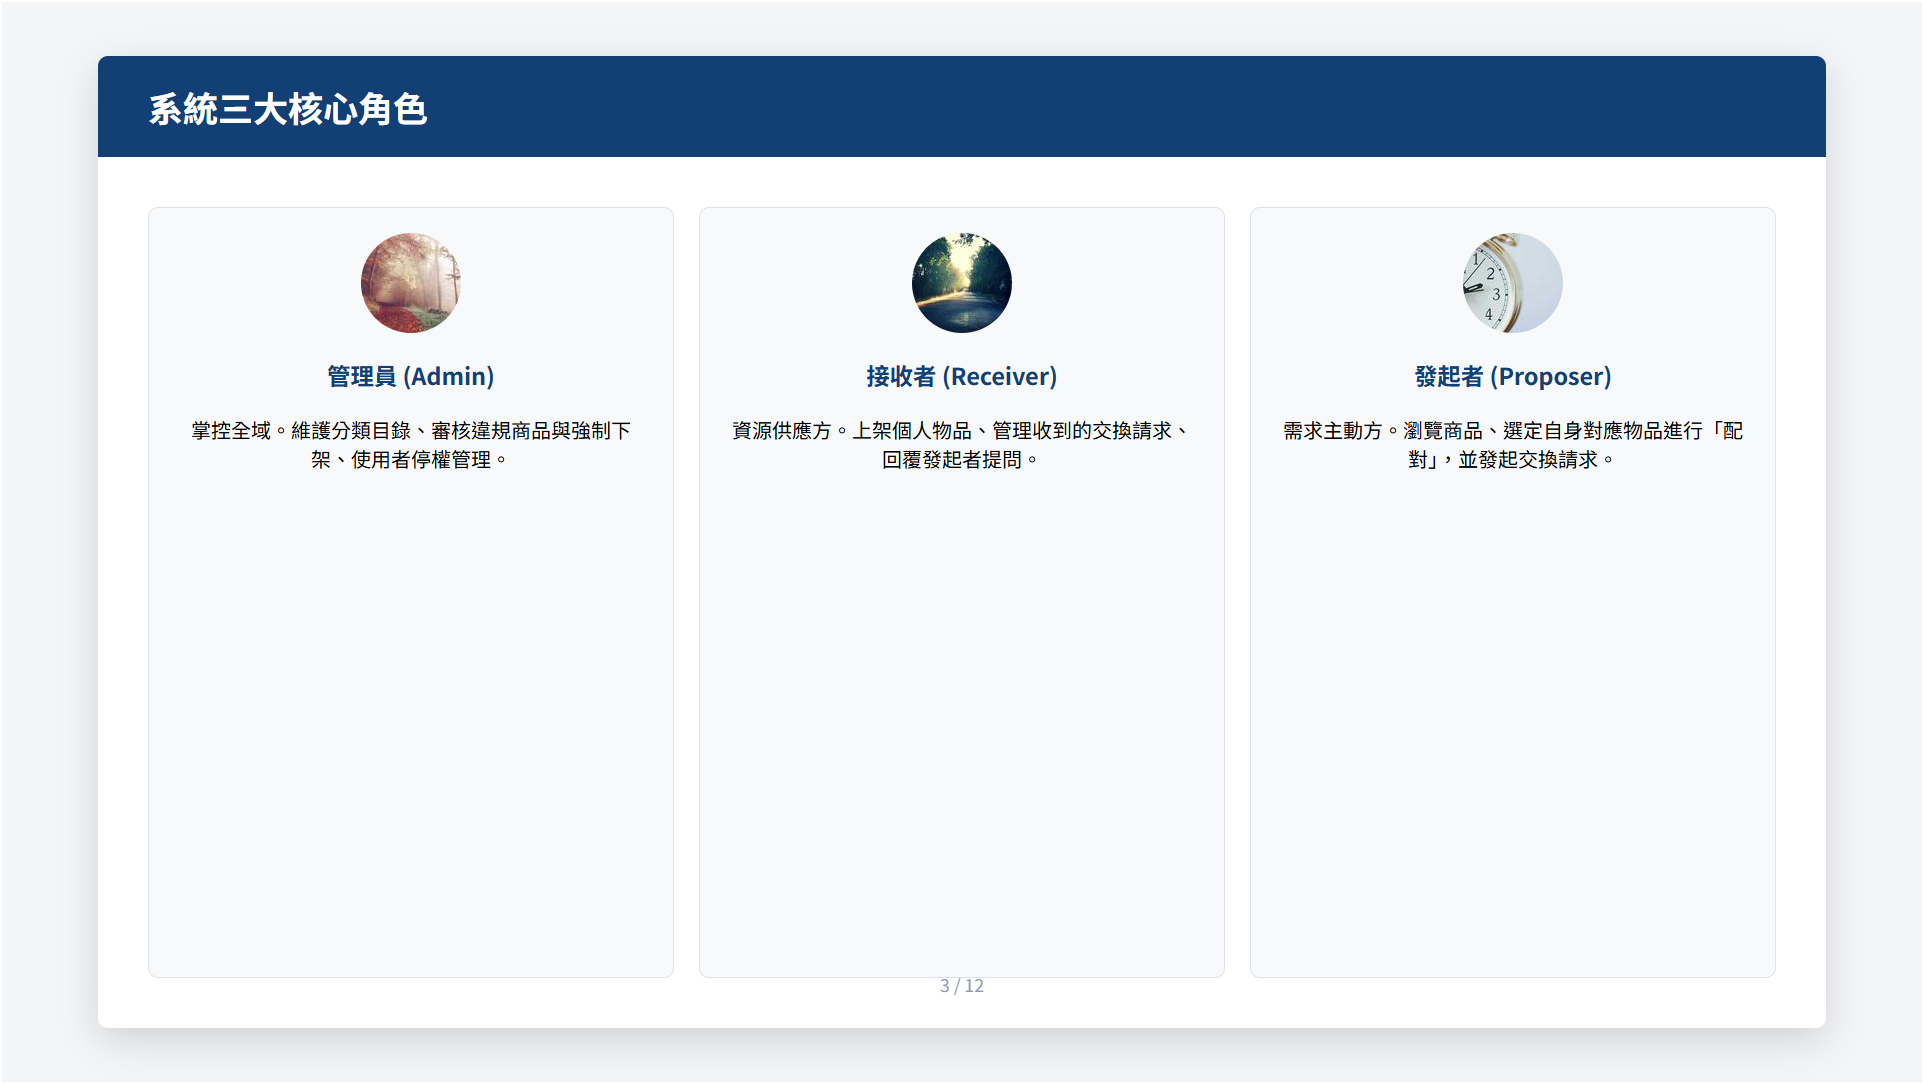 系統三大核心角色
管理員 (Admin)
掌控全域。維護分類目錄、審核違規商品與強制下
架、使用者停權管理。
接收者 (Receiver)
資源供應方。上架個人物品、管理收到的交換請求、
回覆發起者提問。
1
2
3
4
發起者 (Proposer)
需求主動方。瀏覽商品、選定自身對應物品進行「配
對」，並發起交換請求。
3 / 12